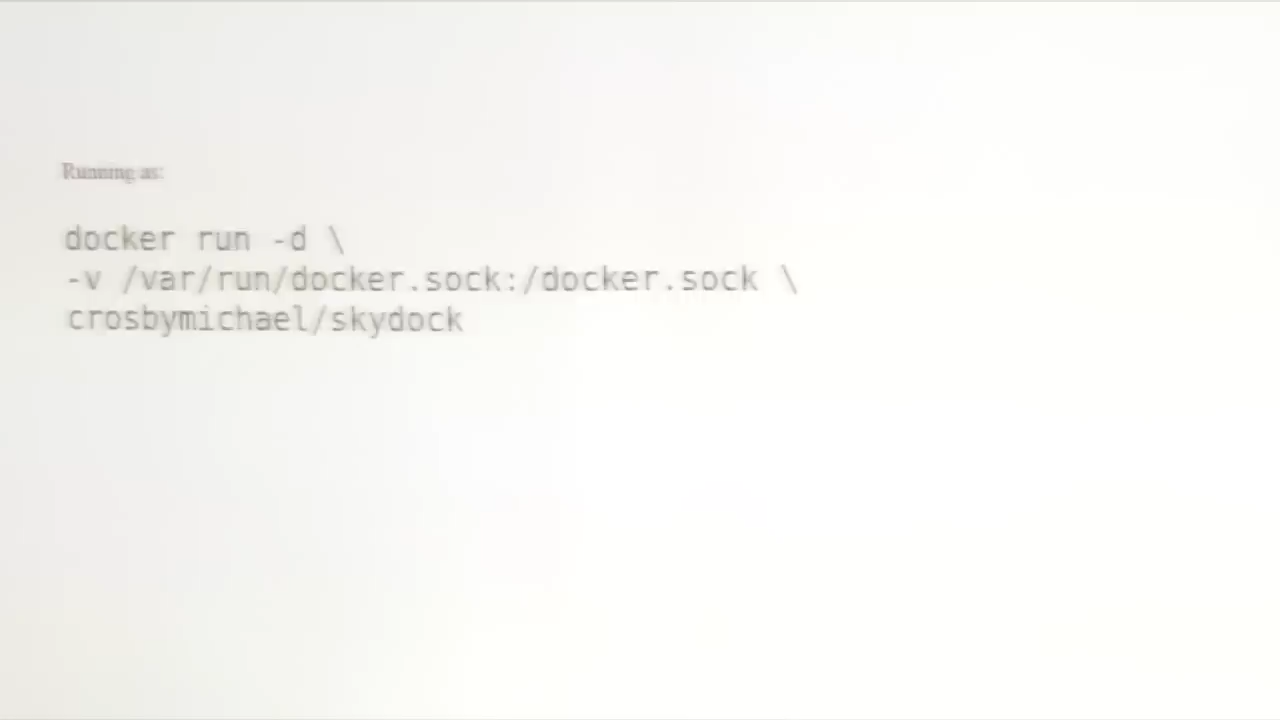 Running as:
docker run -d \
-v /var/run/docker.sock:/docker.sock \
crosbymichael/skydock